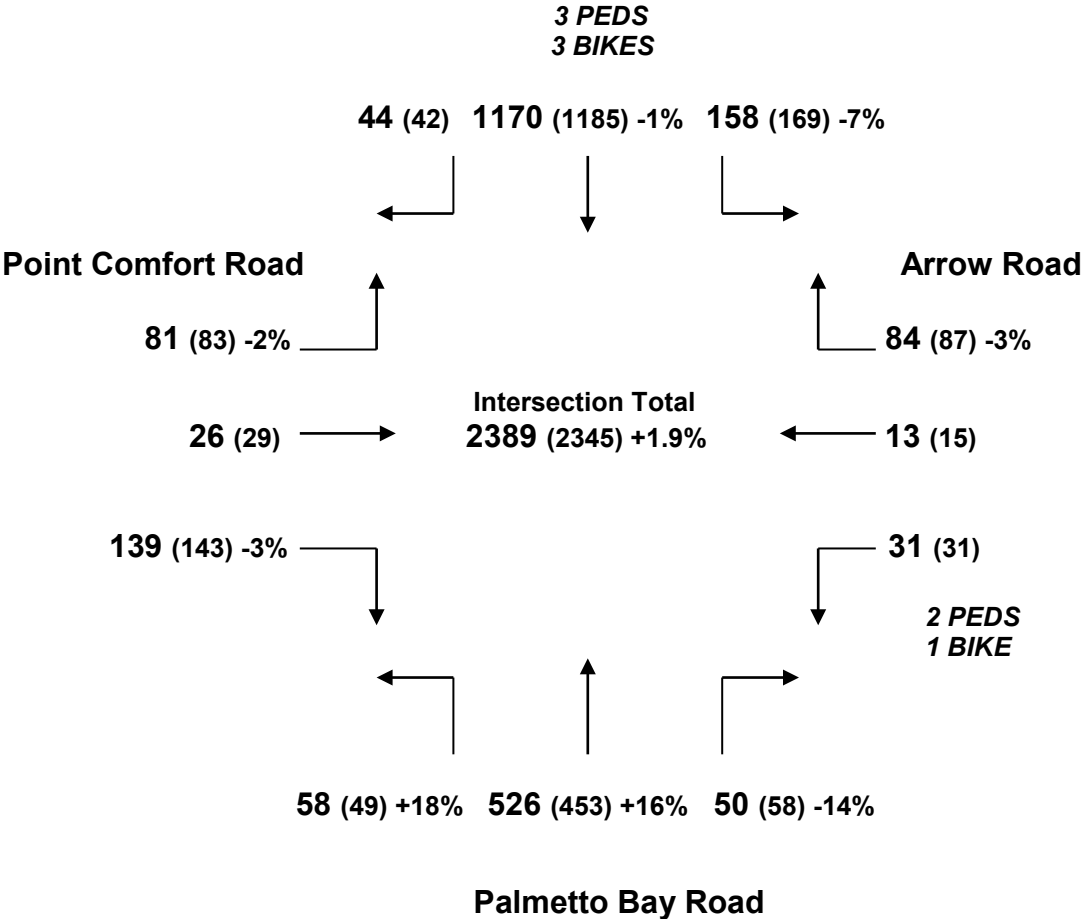 3 PEDS
3 BIKES
44 (42) 1170 (1185) -1% 158 (169) -7%
Point Comfort Road
Arrow Road
81 (83) -2%
84 (87) -3%
Intersection Total
26 (29)
2389 (2345) +1.9%
13 (15)
139 (143) -3%
31 (31)
2 PEDS
1 BIKE
58 (49) +18% 526 (453) +16% 50 (58) -14%
Palmetto Bay Road